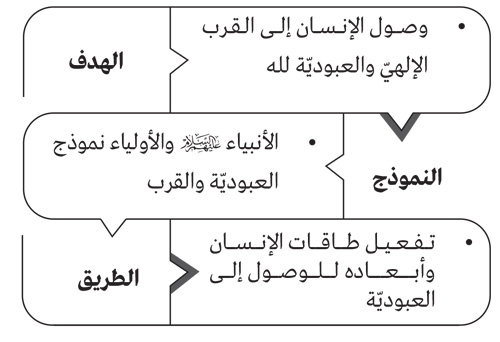 الهدف
• وصول الإنسان إلى القرب
الإلهيّ والعبوديّة لله
النموذج
• الأنبياء عليهم السلام والأولياء نموذج
العبوديّة والقرب
الطريق
• تفعيل طاقات الإنسان
وأبعاده للوصول إلى
العبوديّة